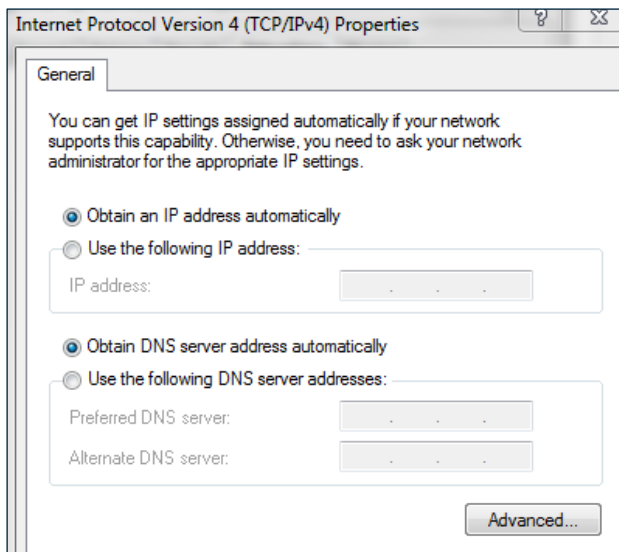 Internet Protocol Version 4 (TCP/IPv4) Properties
General
You can get IP settings assigned automatically if your network
supports this capability. Otherwise, you need to ask your network
administrator for the appropriate IP settings.
Obtain an IP address automatically
Use the following IP address:
IP address:
Obtain DNS server address automatically
Use the following DNS server addresses:
Preferred DNS server:
Alternate DNS server:
Advanced...